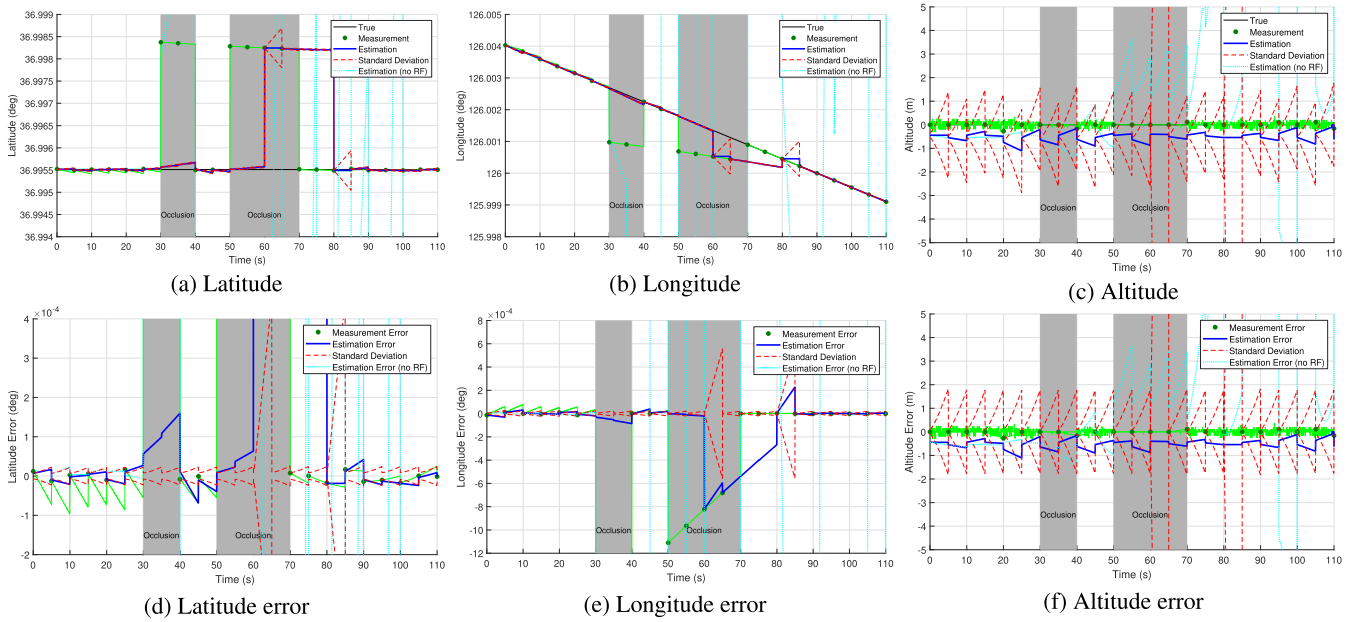 36.999
36.9985
36.998
36.9975
36.997
36.9965
36.996
36.9955
36.995
36.9945
36.994
Latitude (deg)
True
Measurement
Estimation
Standard Deviation
Estimation (no RF)
Occlusion
Occlusion
0 10 20 30 40 50 60 70 80 90 100 110
Time (s)
(a) Latitude
126.005
126.004
126.003
126.002
126.001
126
125.999
125.998
Longitude (deg)
True
Measurement
Estimation
Standard Deviation
Estimation (no RF)
Occlusion
Occlusion
0 10 20 30 40 50 60 70 80 90 100 110
Time (s)
(b) Longitude
5
4
3
2
1
0
-1
-2
-3
-4
-5
Altitude (m)
True
Measurement
Estimation
Standard Deviation
Estimation (no RF)
Occlusion
Occlusion
0 10 20 30 40 50 60 70 80 90 100 110
Time (s)
(c) Altitude
×10⁻⁴
4
3
2
1
0
-1
-2
Latitude Error (deg)
Measurement Error
Estimation Error
Standard Deviation
Estimation Error (no RF)
Occlusion
Occlusion
0 10 20 30 40 50 60 70 80 90 100 110
Time (s)
(d) Latitude error
×10⁻⁴
8
6
4
2
0
-2
-4
-6
-8
-10
-12
Longitude Error (deg)
Measurement Error
Estimation Error
Standard Deviation
Estimation Error (no RF)
Occlusion
Occlusion
0 10 20 30 40 50 60 70 80 90 100 110
Time (s)
(e) Longitude error
5
4
3
2
1
0
-1
-2
-3
-4
-5
Altitude Error (m)
Measurement Error
Estimation Error
Standard Deviation
Estimation Error (no RF)
Occlusion
Occlusion
0 10 20 30 40 50 60 70 80 90 100 110
Time (s)
(f) Altitude error